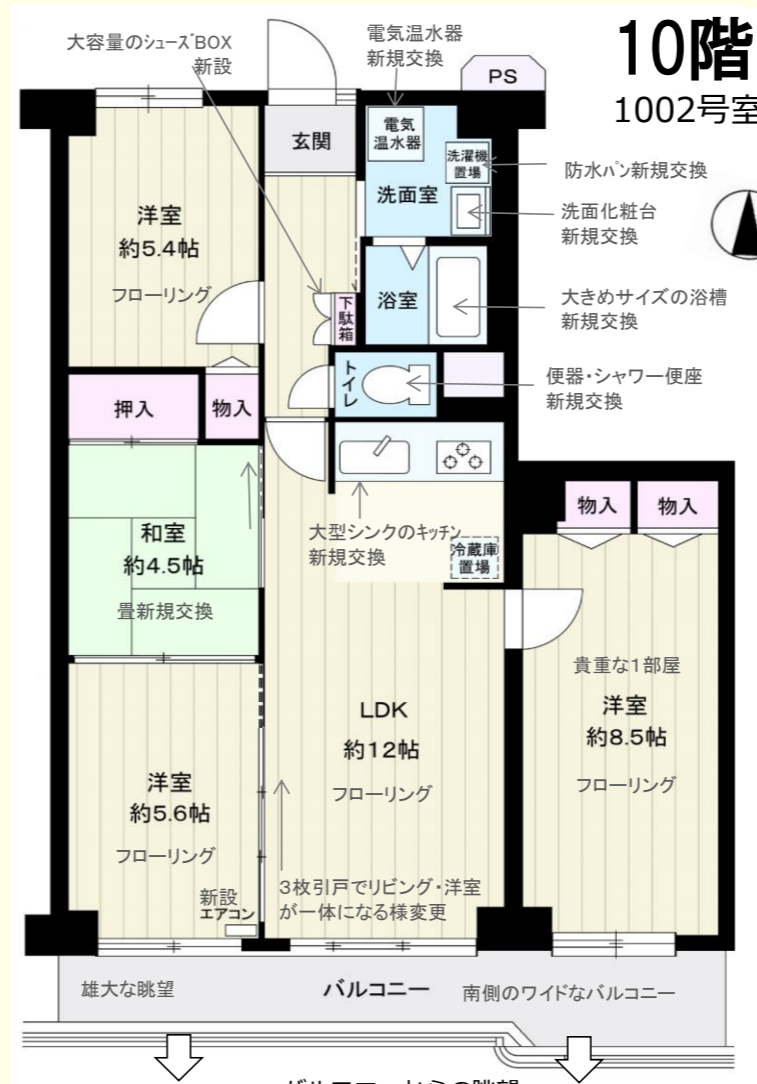 10階
1002号室
大容量のシューズBOX
新設
電気温水器
新規交換
PS
玄関
電気
温水器
洗濯機
置場
洗面室
防水パン新規交換
洗面化粧台
新規交換
洋室
約5.4帖
フローリング
浴室
下駄箱
大きめサイズの浴槽
新規交換
トイレ
便器・シャワー便座
新規交換
押入
物入
和室
約4.5帖
畳新規交換
大型シンクのキッチン
新規交換
冷蔵庫
置場
物入
物入
貴重な1部屋
洋室
約8.5帖
フローリング
LDK
約12帖
フローリング
洋室
約5.6帖
フローリング
新設
エアコン
3枚引戸でリビング・洋室
が一体になる様変更
雄大な眺望
バルコニー
南側のワイドなバルコニー
バルコニーからの眺望